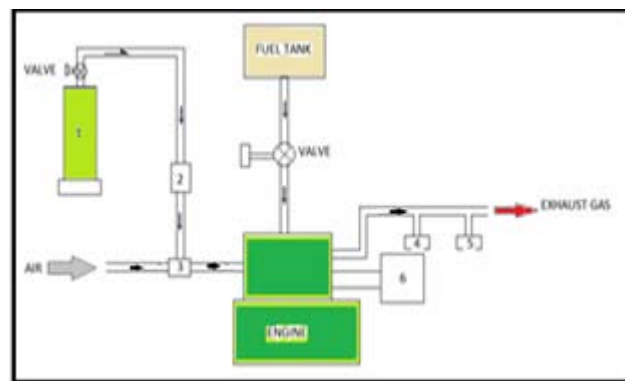 FUEL TANK
VALVE
1
2
VALVE
EXHAUST GAS
4
5
AIR
3
6
ENGINE